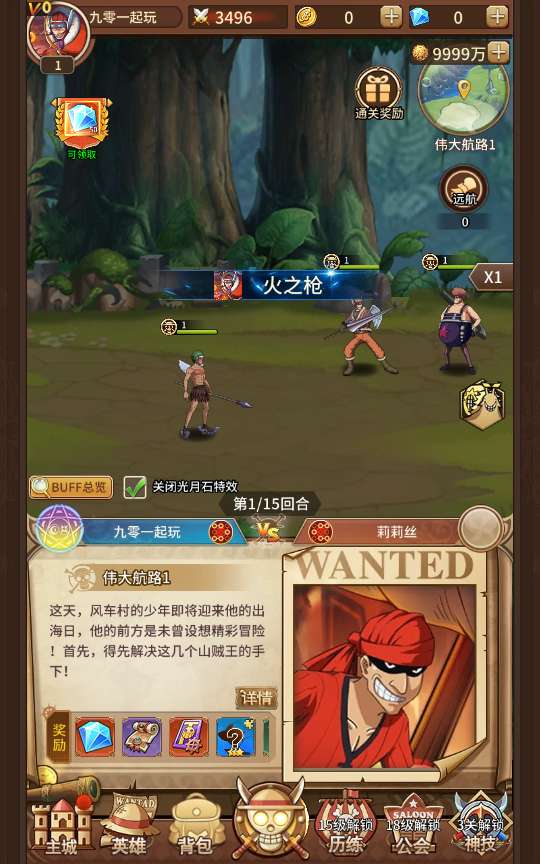 V0
九零一起玩
3496
0
0
1
9999万
50
可领取
通关奖励
伟大航路1
远航
0
1
1
X1
火之枪
1
BUFF总览
关闭光月石特效
第1/15回合
九零一起玩
VS
莉莉丝
伟大航路1
这天，风车村的少年即将迎来他的出
海日，他的前方是未曾设想精彩冒险
！首先，得先解决这几个山贼王的手
下！
详情
奖励
?
WANTED
WANTED
SALOON
主城
英雄
背包
15级解锁
历练
18级解锁
公会
3关解锁
神技